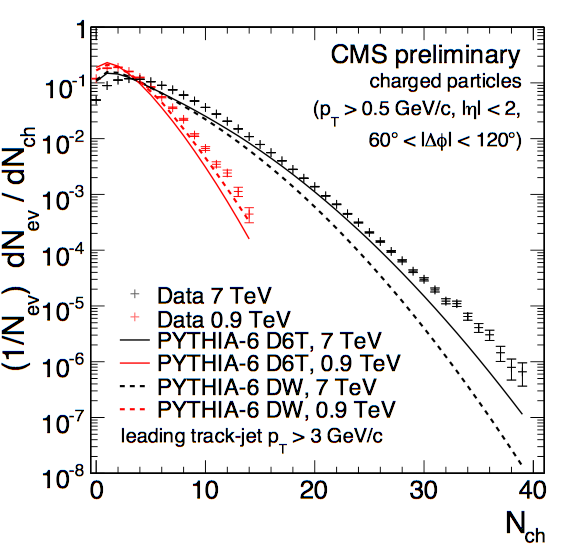 CMS preliminary
charged particles
(p_T > 0.5 GeV/c, |η| < 2,
60° < |Δϕ| < 120°)
(1/N_ev) dN_ev / dN_ch
1
10^-1
10^-2
10^-3
10^-4
10^-5
10^-6
10^-7
10^-8
Data 7 TeV
Data 0.9 TeV
PYTHIA-6 D6T, 7 TeV
PYTHIA-6 D6T, 0.9 TeV
PYTHIA-6 DW, 7 TeV
PYTHIA-6 DW, 0.9 TeV
leading track-jet p_T > 3 GeV/c
0 10 20 30 40
N_ch